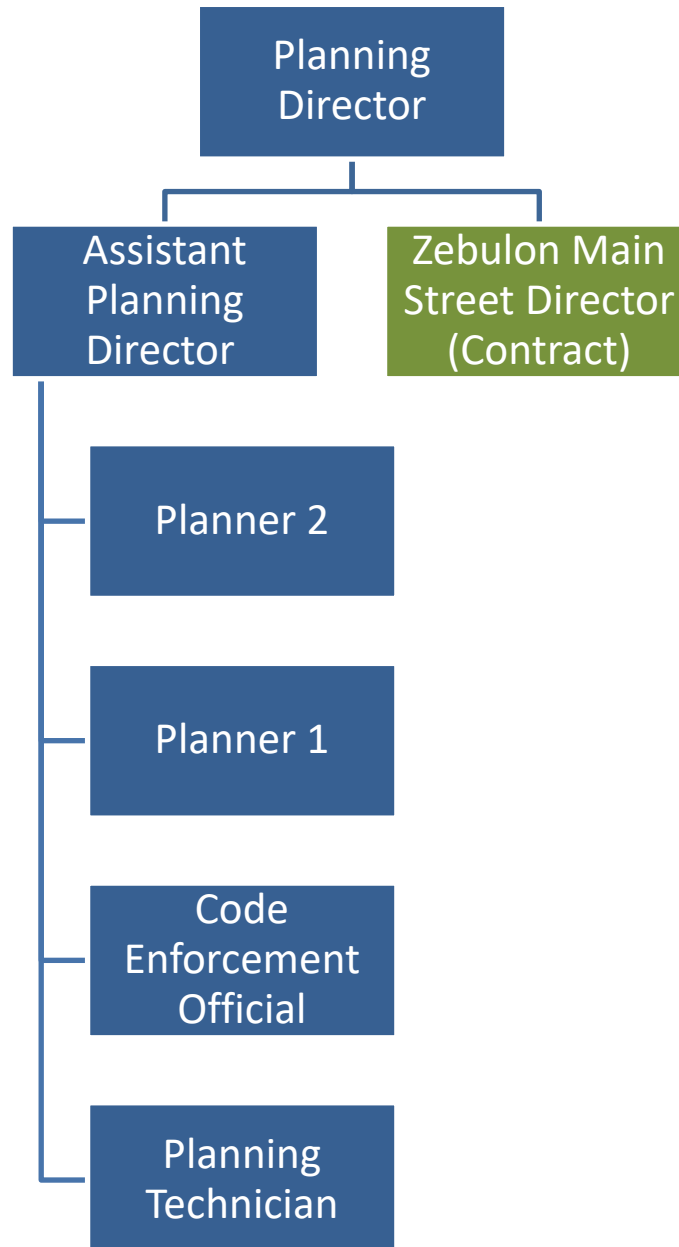 Planning
Director
Assistant
Planning
Director
Zebulon Main
Street Director
(Contract)
Planner 2
Planner 1
Code
Enforcement
Official
Planning
Technician